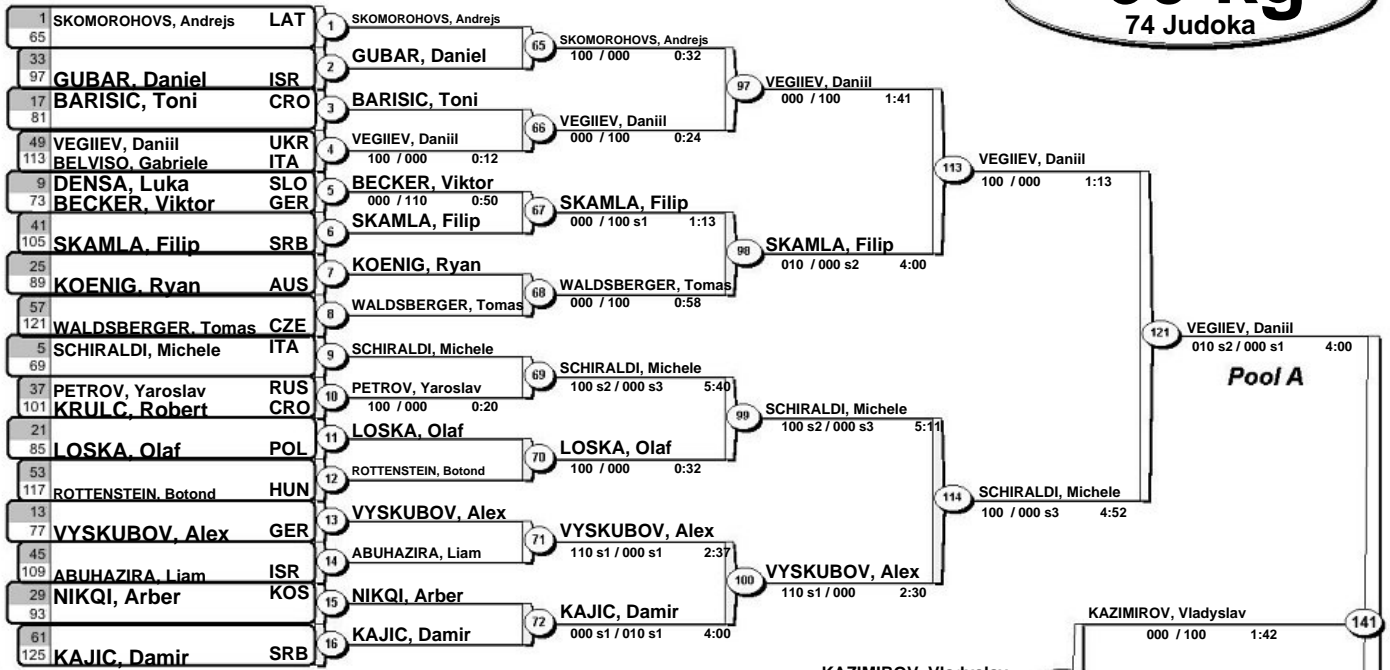 74 Judoka
1 SKOMOROHOVS, Andrejs LAT
65
33
97 GUBAR, Daniel ISR
17 BARISIC, Toni CRO
81
49 VEGIIEV, Daniil UKR
113 BELVISO, Gabriele ITA
9 DENSA, Luka SLO
73 BECKER, Viktor GER
41
105 SKAMLA, Filip SRB
25
89 KOENIG, Ryan AUS
57
121 WALDSBERGER, Tomas CZE
5 SCHIRALDI, Michele ITA
69
37 PETROV, Yaroslav RUS
101 KRULC, Robert CRO
21
85 LOSKA, Olaf POL
53
117 ROTTENSTEIN, Botond HUN
13
77 VYSKUBOV, Alex GER
45
109 ABUHAZIRA, Liam ISR
29 NIKQI, Arber KOS
93
61
125 KAJIC, Damir SRB
1 SKOMOROHOVS, Andrejs
2 GUBAR, Daniel
3 BARISIC, Toni
4 VEGIIEV, Daniil
100 / 000 0:12
5 BECKER, Viktor
000 / 110 0:50
6 SKAMLA, Filip
7 KOENIG, Ryan
8 WALDSBERGER, Tomas
9 SCHIRALDI, Michele
10 PETROV, Yaroslav
100 / 000 0:20
11 LOSKA, Olaf
12 ROTTENSTEIN, Botond
13 VYSKUBOV, Alex
14 ABUHAZIRA, Liam
15 NIKQI, Arber
16 KAJIC, Damir
65 SKOMOROHOVS, Andrejs
100 / 000 0:32
66 VEGIIEV, Daniil
000 / 100 0:24
67 SKAMLA, Filip
000 / 100 s1 1:13
68 WALDSBERGER, Tomas
000 / 100 0:58
69 SCHIRALDI, Michele
100 s2 / 000 s3 5:40
70 LOSKA, Olaf
100 / 000 0:32
71 VYSKUBOV, Alex
110 s1 / 000 s1 2:37
72 KAJIC, Damir
000 s1 / 010 s1 4:00
97 VEGIIEV, Daniil
000 / 100 1:41
98 SKAMLA, Filip
010 / 000 s2 4:00
99 SCHIRALDI, Michele
100 s2 / 000 s3 5:11
100 VYSKUBOV, Alex
110 s1 / 000 2:30
113 VEGIIEV, Daniil
100 / 000 1:13
114 SCHIRALDI, Michele
100 / 000 s3 4:52
121 VEGIIEV, Daniil
010 s2 / 000 s1 4:00
Pool A
KAZIMIROV, Vladyslav 141
000 / 100 1:42
KAZIMIROV, Vladyslav